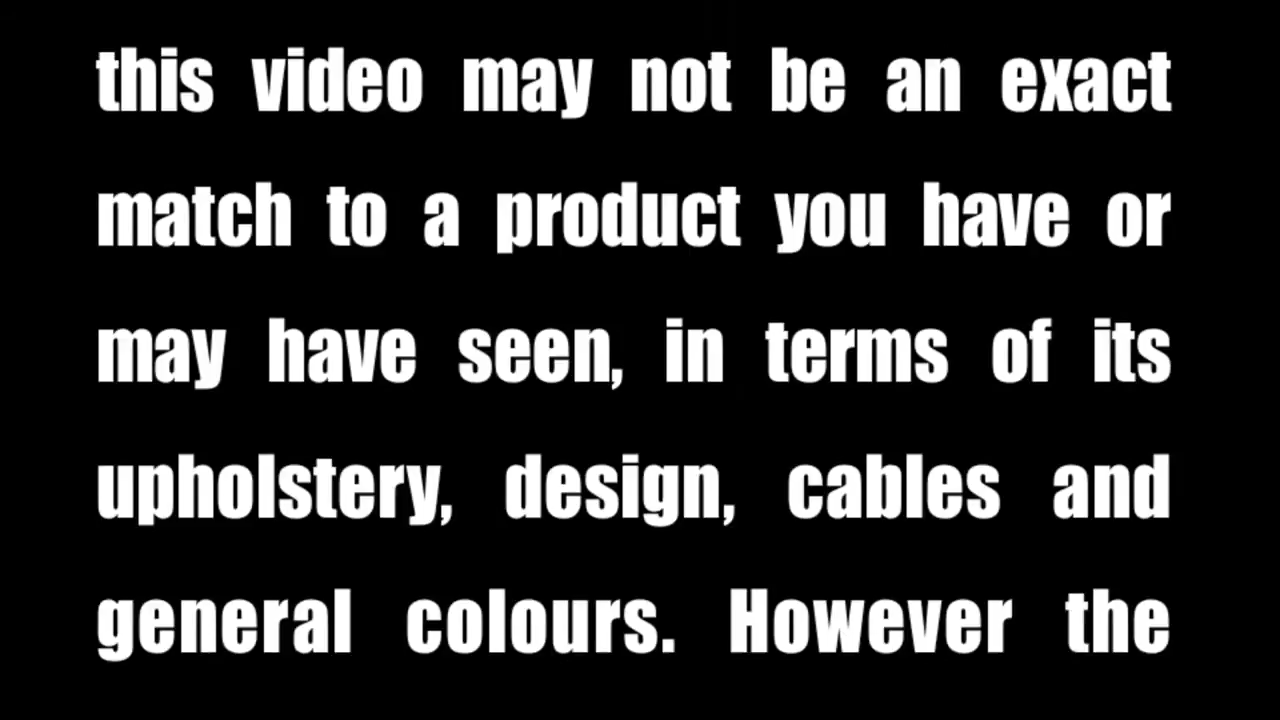 this video may not be an exact
match to a product you have or
may have seen, in terms of its
upholstery, design, cables and
general colours. However the